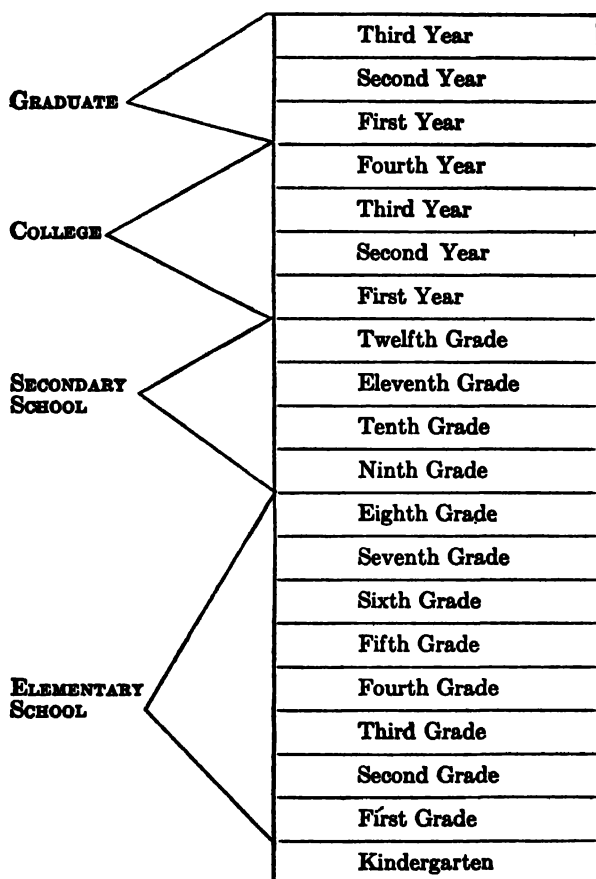 Third Year
Second Year
GRADUATE
First Year
Fourth Year
Third Year
COLLEGE
Second Year
First Year
Twelfth Grade
SECONDARY
SCHOOL
Eleventh Grade
Tenth Grade
Ninth Grade
Eighth Grade
Seventh Grade
Sixth Grade
Fifth Grade
ELEMENTARY
SCHOOL
Fourth Grade
Third Grade
Second Grade
First Grade
Kindergarten